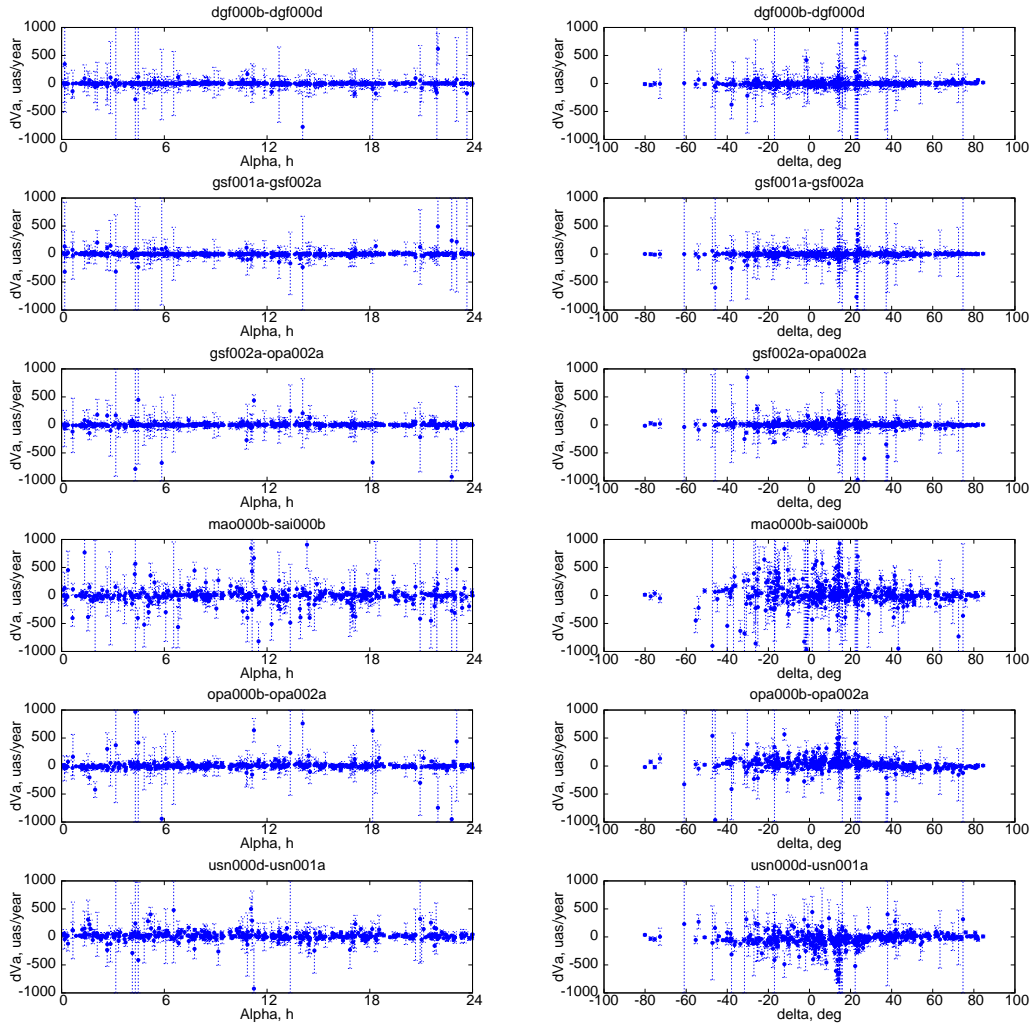 dgf000b-dgf000d
dVa, uas/year
1000
500
0
-500
-1000
0 6 12 18 24
Alpha, h
dgf000b-dgf000d
dVa, uas/year
1000
500
0
-500
-1000
-100 -80 -60 -40 -20 0 20 40 60 80 100
delta, deg
gsf001a-gsf002a
dVa, uas/year
1000
500
0
-500
-1000
0 6 12 18 24
Alpha, h
gsf001a-gsf002a
dVa, uas/year
1000
500
0
-500
-1000
-100 -80 -60 -40 -20 0 20 40 60 80 100
delta, deg
gsf002a-opa002a
dVa, uas/year
1000
500
0
-500
-1000
0 6 12 18 24
Alpha, h
gsf002a-opa002a
dVa, uas/year
1000
500
0
-500
-1000
-100 -80 -60 -40 -20 0 20 40 60 80 100
delta, deg
mao000b-sai000b
dVa, uas/year
1000
500
0
-500
-1000
0 6 12 18 24
Alpha, h
mao000b-sai000b
dVa, uas/year
1000
500
0
-500
-1000
-100 -80 -60 -40 -20 0 20 40 60 80 100
delta, deg
opa000b-opa002a
dVa, uas/year
1000
500
0
-500
-1000
0 6 12 18 24
Alpha, h
opa000b-opa002a
dVa, uas/year
1000
500
0
-500
-1000
-100 -80 -60 -40 -20 0 20 40 60 80 100
delta, deg
usn000d-usn001a
dVa, uas/year
1000
500
0
-500
-1000
0 6 12 18 24
Alpha, h
usn000d-usn001a
dVa, uas/year
1000
500
0
-500
-1000
-100 -80 -60 -40 -20 0 20 40 60 80 100
delta, deg